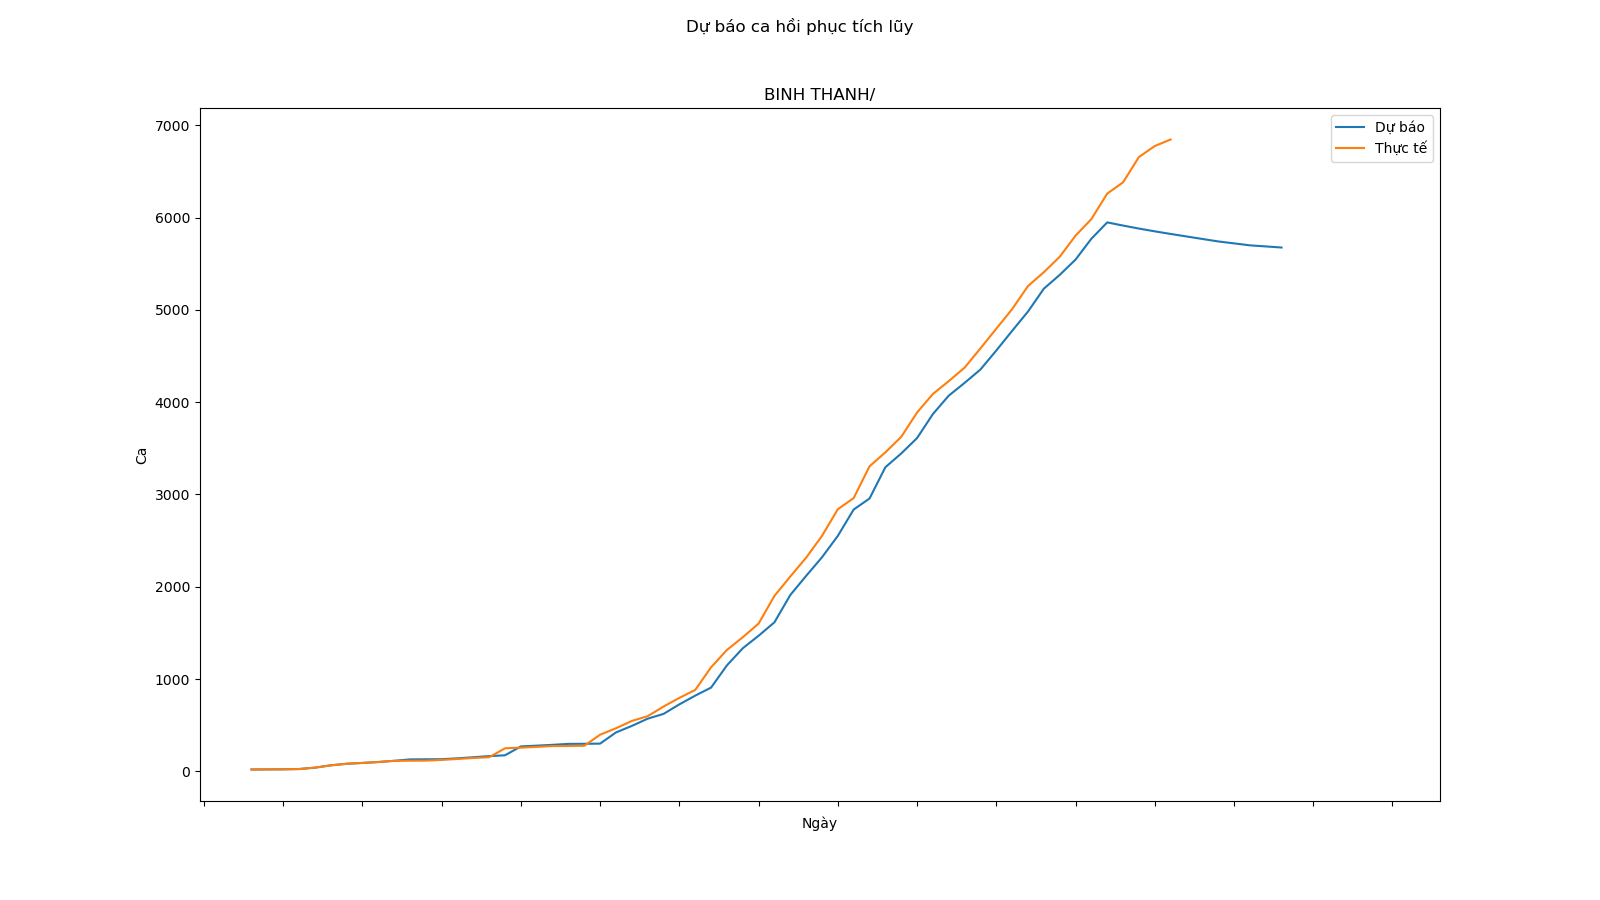 Dự báo ca hồi phục tích lũy
BINH THANH/
Dự báo
Thực tế
7000
6000
5000
4000
3000
2000
1000
0
Ca
Ngày